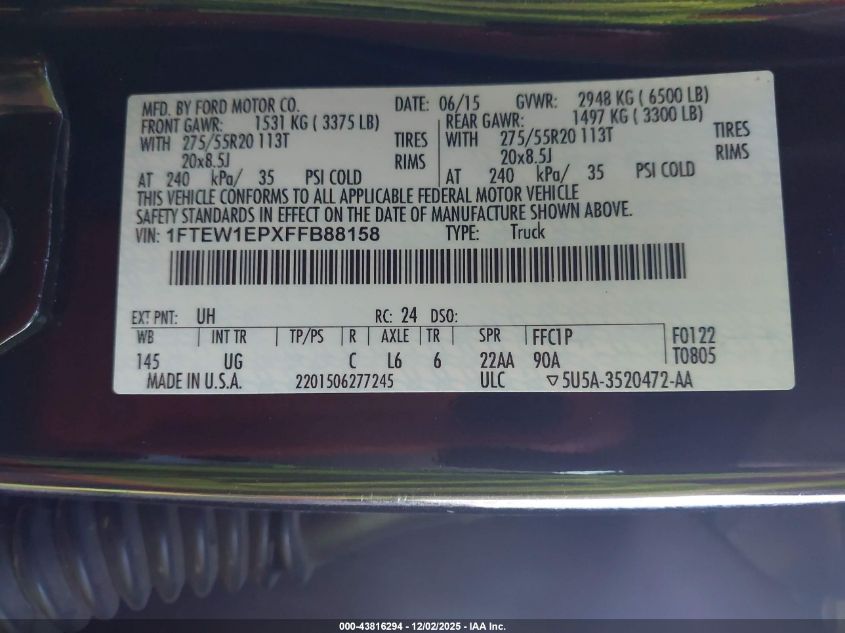 MFD. BY FORD MOTOR CO. DATE: 06/15 GVWR: 2948 KG ( 6500 LB)
FRONT GAWR: 1531 KG ( 3375 LB) REAR GAWR: 1497 KG ( 3300 LB)
WITH 275/55R20 113T TIRES WITH 275/55R20 113T TIRES
20x8.5J RIMS 20x8.5J RIMS
AT 240 kPa/ 35 PSI COLD AT 240 kPa/ 35 PSI COLD
THIS VEHICLE CONFORMS TO ALL APPLICABLE FEDERAL MOTOR VEHICLE
SAFETY STANDARDS IN EFFECT ON THE DATE OF MANUFACTURE SHOWN ABOVE.
VIN: 1FTEW1EPXFFB88158 TYPE: Truck
EXT PNT: UH RC: 24 DSO:
WB INT TR TP/PS R AXLE TR SPR FFC1P F0122
145 UG C L6 6 22AA 90A T0805
MADE IN U.S.A. 2201506277245 ULC ▽5U5A-3520472-AA
000-43816294 - 12/02/2025 - IAA Inc.